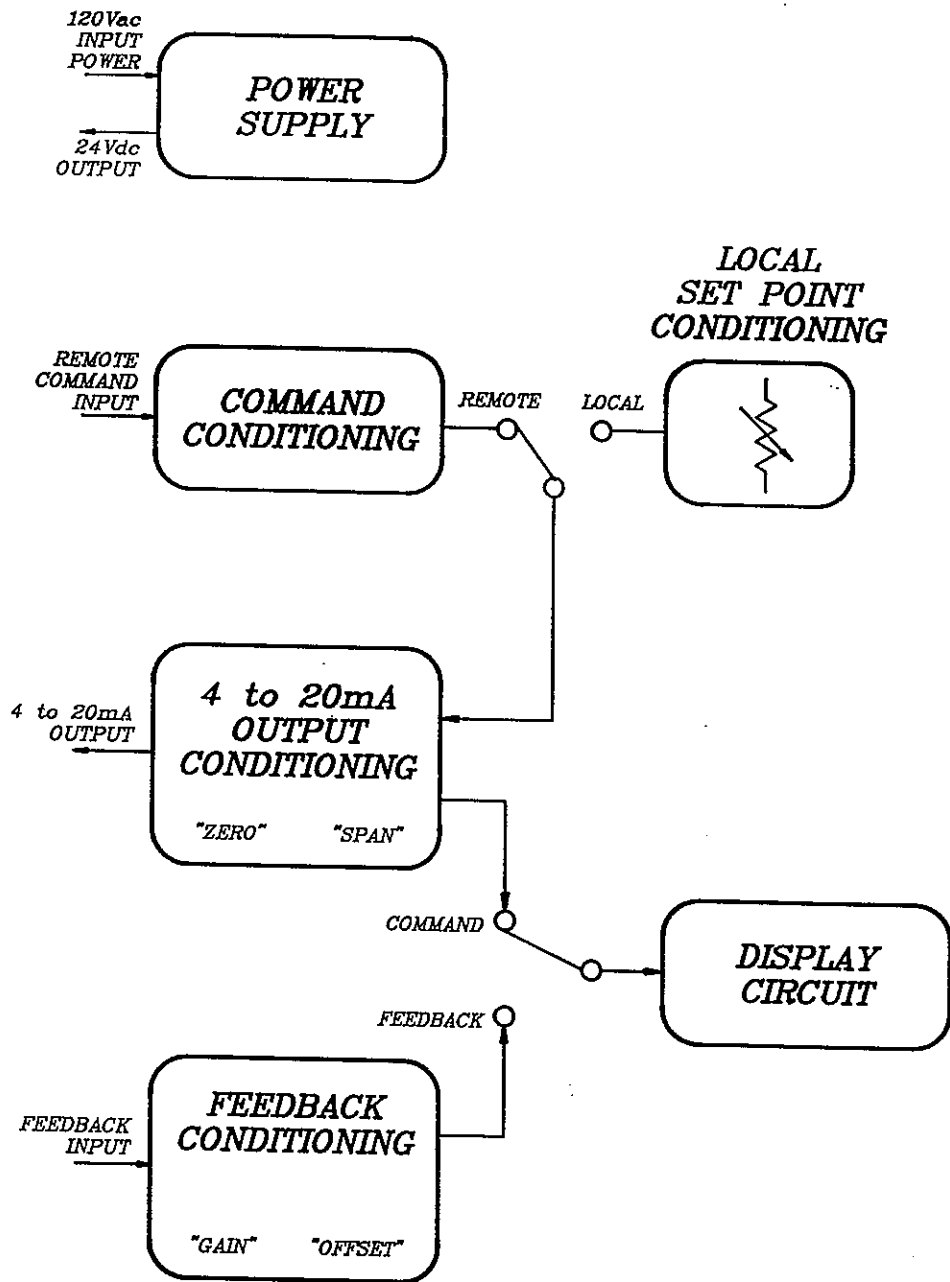 120Vac
INPUT
POWER
POWER
SUPPLY
24Vdc
OUTPUT
LOCAL
SET POINT
CONDITIONING
REMOTE
COMMAND
INPUT
COMMAND
CONDITIONING
REMOTE
LOCAL
4 to 20mA
OUTPUT
4 to 20mA
OUTPUT
CONDITIONING
"ZERO" "SPAN"
COMMAND
DISPLAY
CIRCUIT
FEEDBACK
FEEDBACK
INPUT
FEEDBACK
CONDITIONING
"GAIN" "OFFSET"